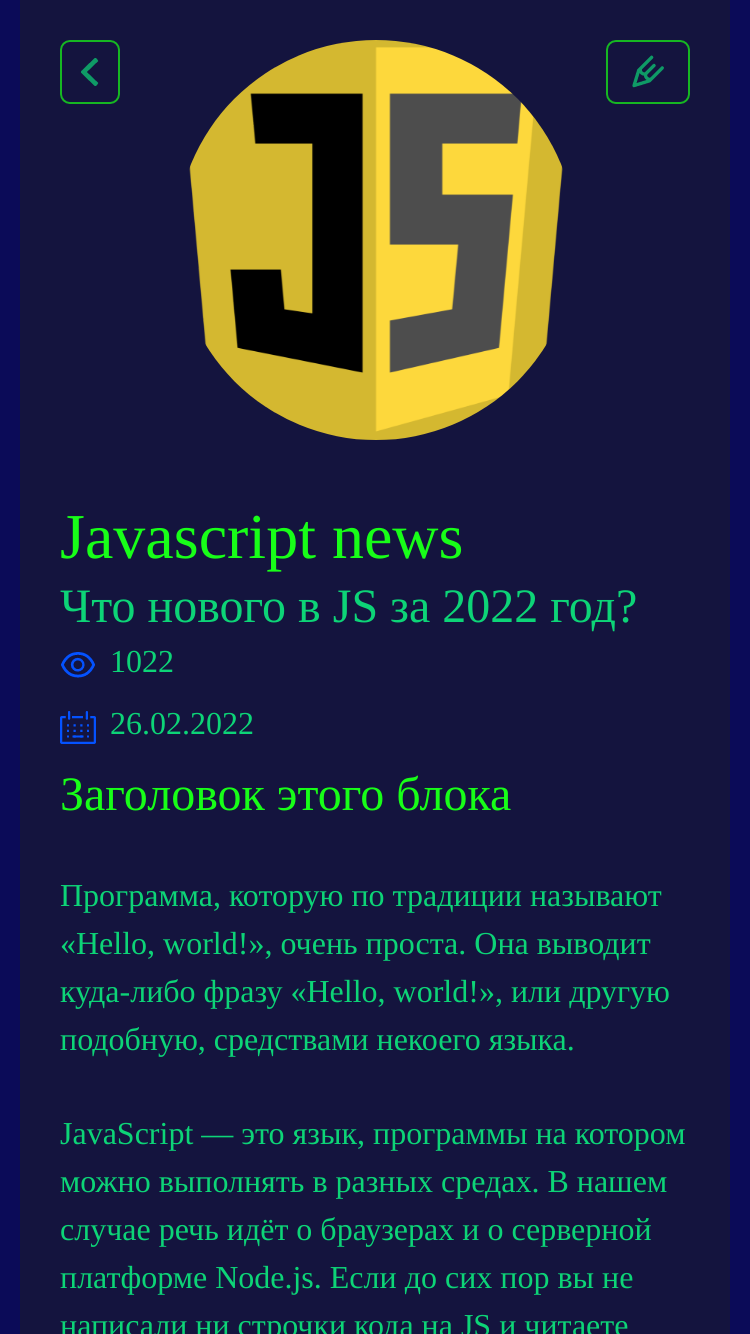 JS
Javascript news
Что нового в JS за 2022 год?
1022
26.02.2022
Заголовок этого блока
Программа, которую по традиции называют
«Hello, world!», очень проста. Она выводит
куда-либо фразу «Hello, world!», или другую
подобную, средствами некоего языка.
JavaScript — это язык, программы на котором
можно выполнять в разных средах. В нашем
случае речь идёт о браузерах и о серверной
платформе Node.js. Если до сих пор вы не
написали ни строчки кода на JS и читаете